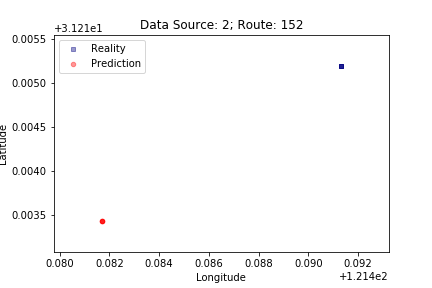 Data Source: 2; Route: 152
+3.121e1
0.0055
0.0050
0.0045
0.0040
0.0035
Latitude
Reality
Prediction
0.080 0.082 0.084 0.086 0.088 0.090 0.092
Longitude
+1.214e2